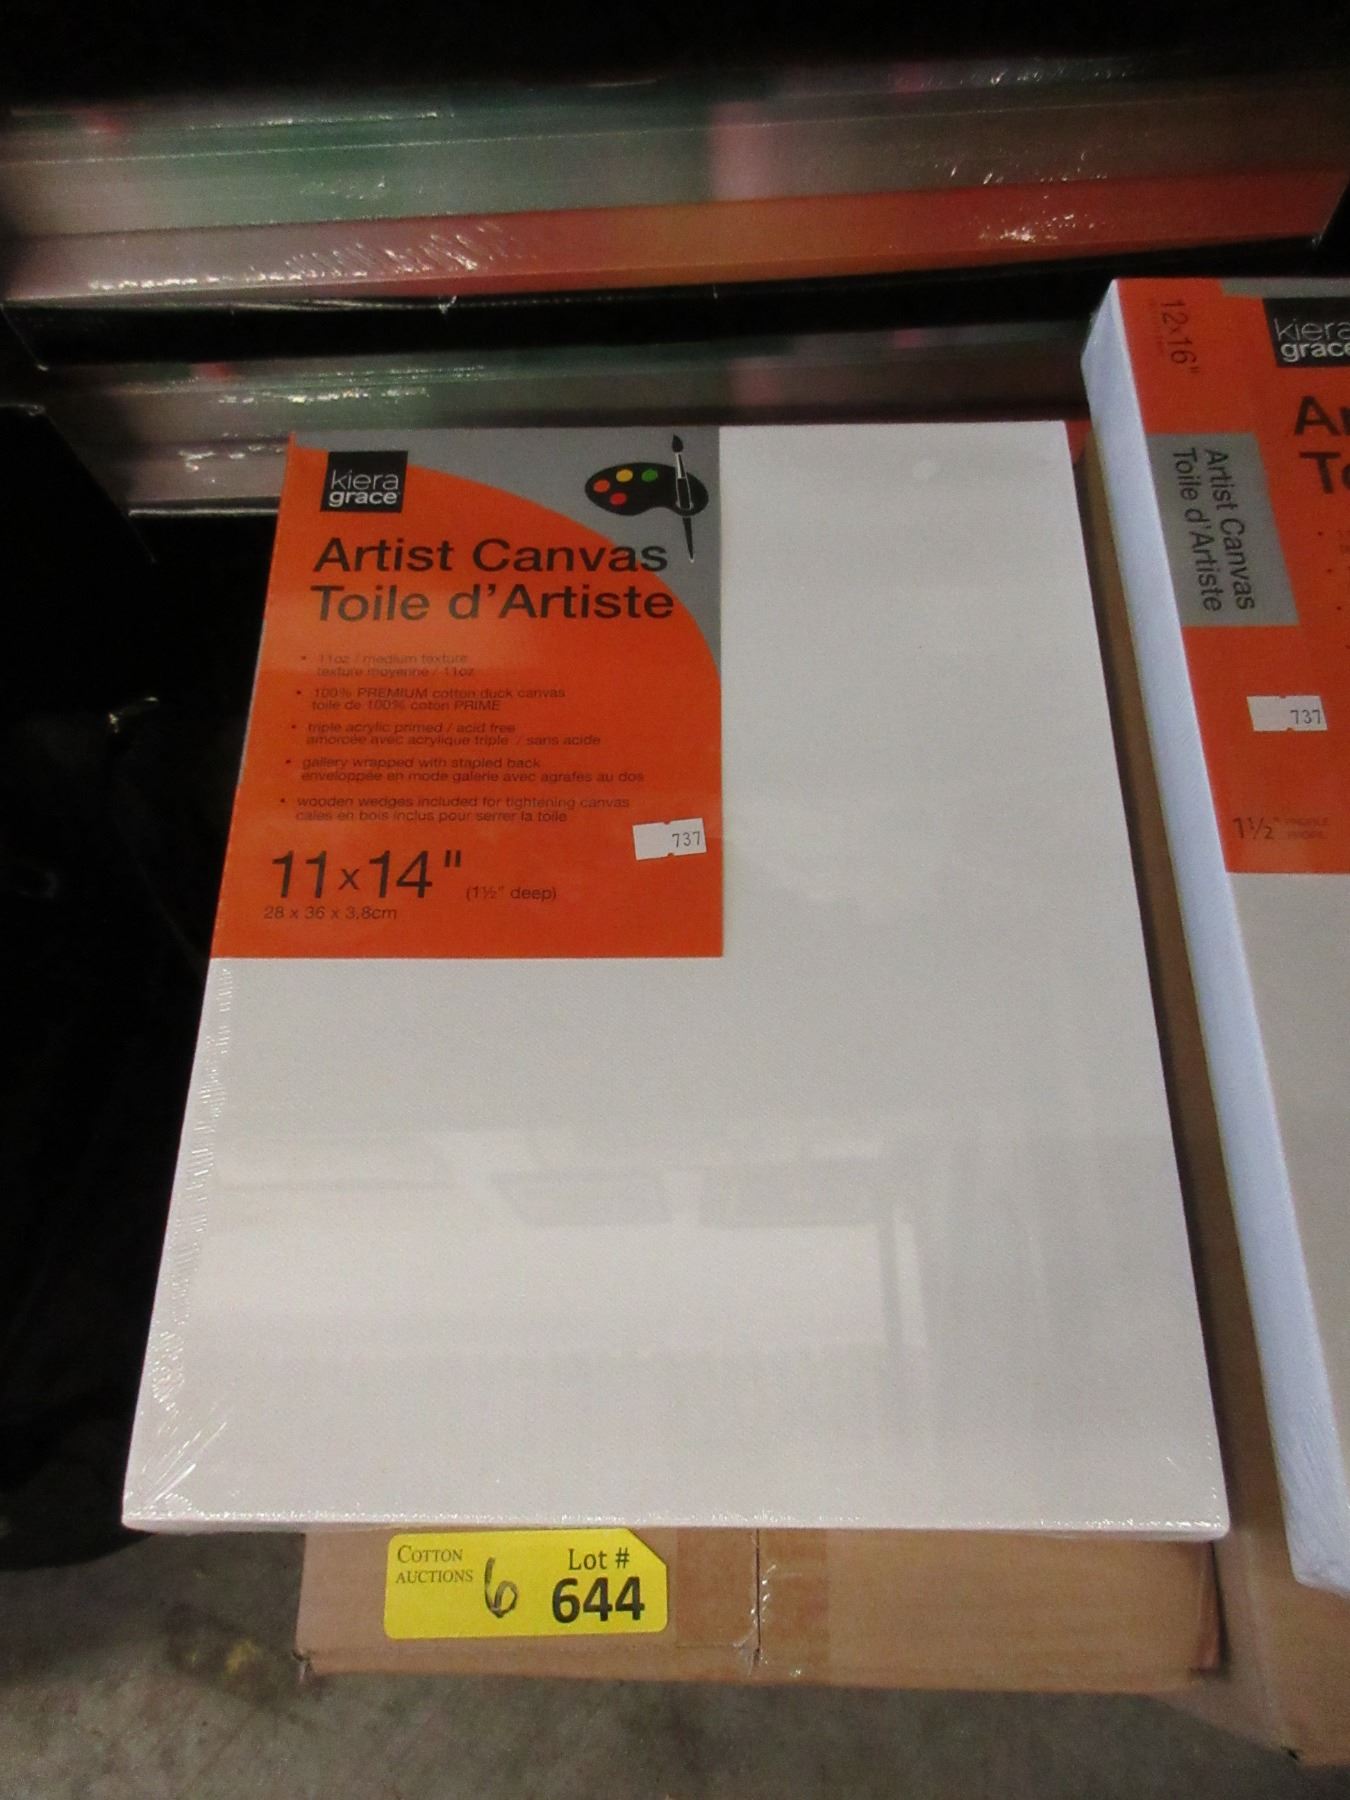 kiera
grace
Artist Canvas
Toile d'Artiste
• 11oz / medium texture
texture moyenne / 11oz
• 100% PREMIUM cotton duck canvas
toile de 100% coton PRIME
• triple acrylic primed / acid free
amorcée avec acrylique triple / sans acide
• gallery wrapped with stapled back
enveloppée en mode galerie avec agrafes au dos
• wooden wedges included for tightening canvas
cales en bois inclus pour serrer la toile
737
11x14" (1½" deep)
28 x 36 x 3.8cm
COTTON
AUCTIONS
6
Lot #
644
12x16"
Artist Canvas
Toile d'Artiste
kiera
grace
737
1½"